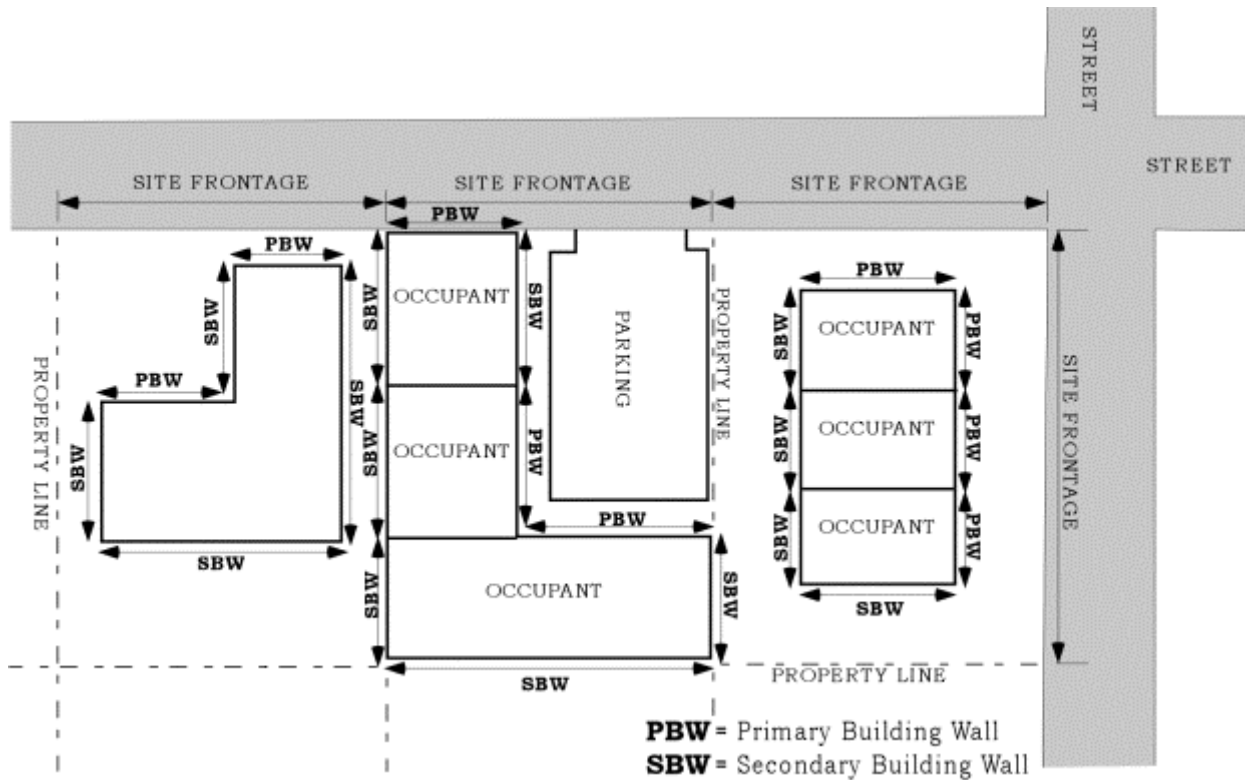 STREET
STREET
SITE FRONTAGE
SITE FRONTAGE
SITE FRONTAGE
PBW
PBW
SBW
PBW
SBW
SBW
SBW
PROPERTY LINE
SBW
OCCUPANT
SBW
SBW
OCCUPANT
PBW
SBW
PBW
OCCUPANT
SBW
SBW
SBW
PARKING
PROPERTY LINE
PBW
SBW
OCCUPANT
PBW
SBW
OCCUPANT
PBW
SBW
OCCUPANT
PBW
SBW
SITE FRONTAGE
PROPERTY LINE
PBW = Primary Building Wall
SBW = Secondary Building Wall